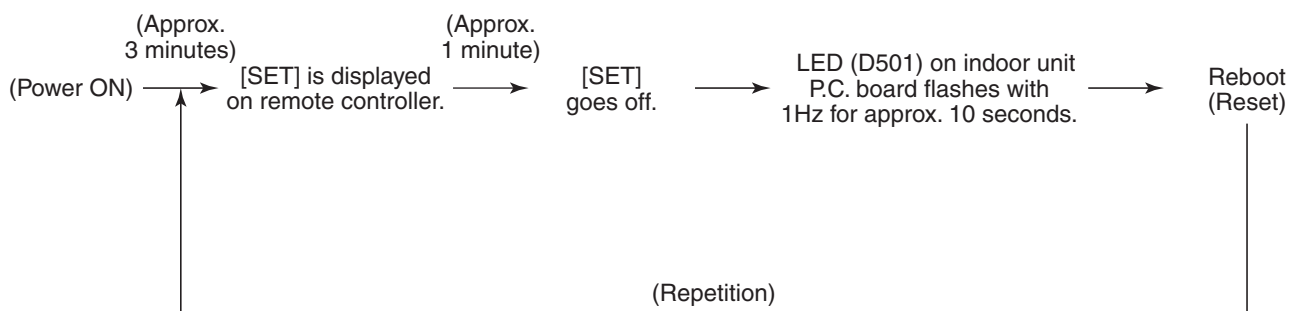 (Approx.
3 minutes)
(Approx.
1 minute)
(Power ON)
[SET] is displayed
on remote controller.
[SET]
goes off.
LED (D501) on indoor unit
P.C. board flashes with
1Hz for approx. 10 seconds.
Reboot
(Reset)
(Repetition)